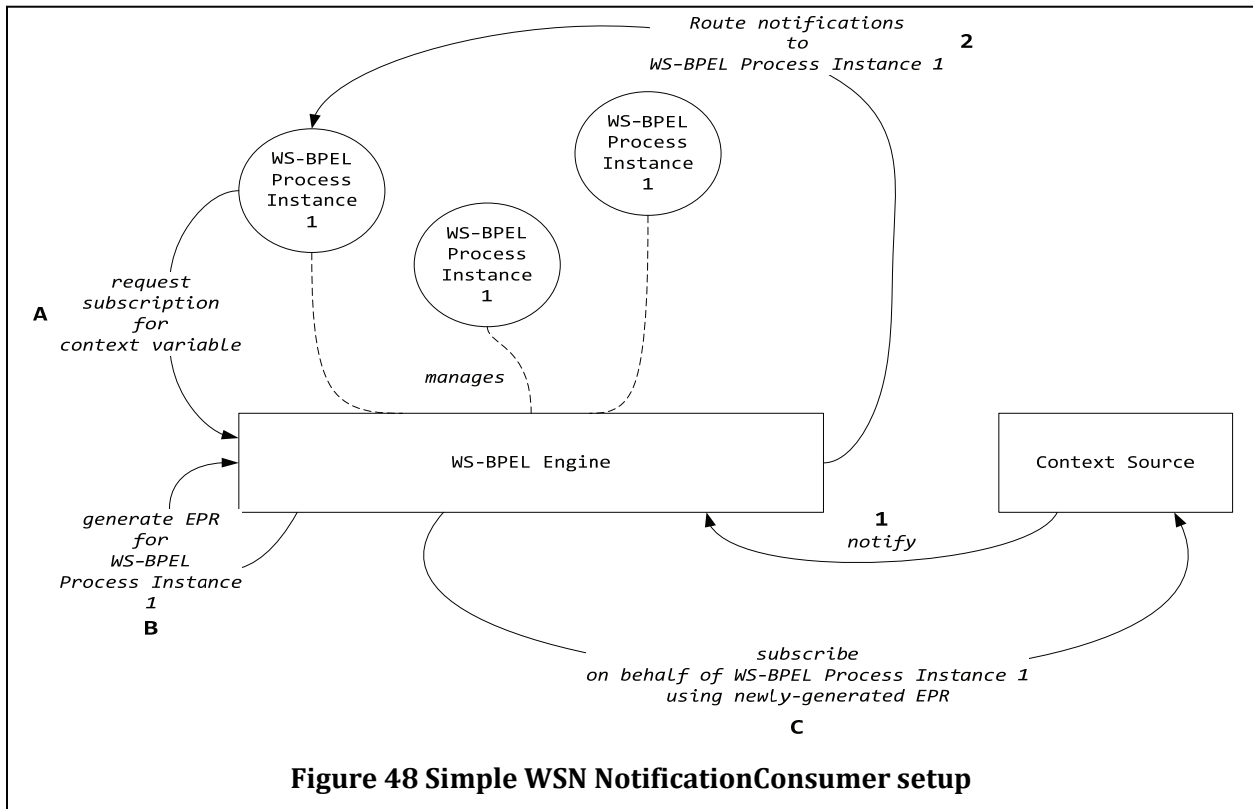 Route notifications
to
WS-BPEL Process Instance 1
2
WS-BPEL
Process
Instance
1
WS-BPEL
Process
Instance
1
WS-BPEL
Process
Instance
1
A
request
subscription
for
context variable
manages
WS-BPEL Engine
Context Source
generate EPR
for
WS-BPEL
Process Instance
1
B
1
notify
subscribe
on behalf of WS-BPEL Process Instance 1
using newly-generated EPR
C
Figure 48 Simple WSN NotificationConsumer setup